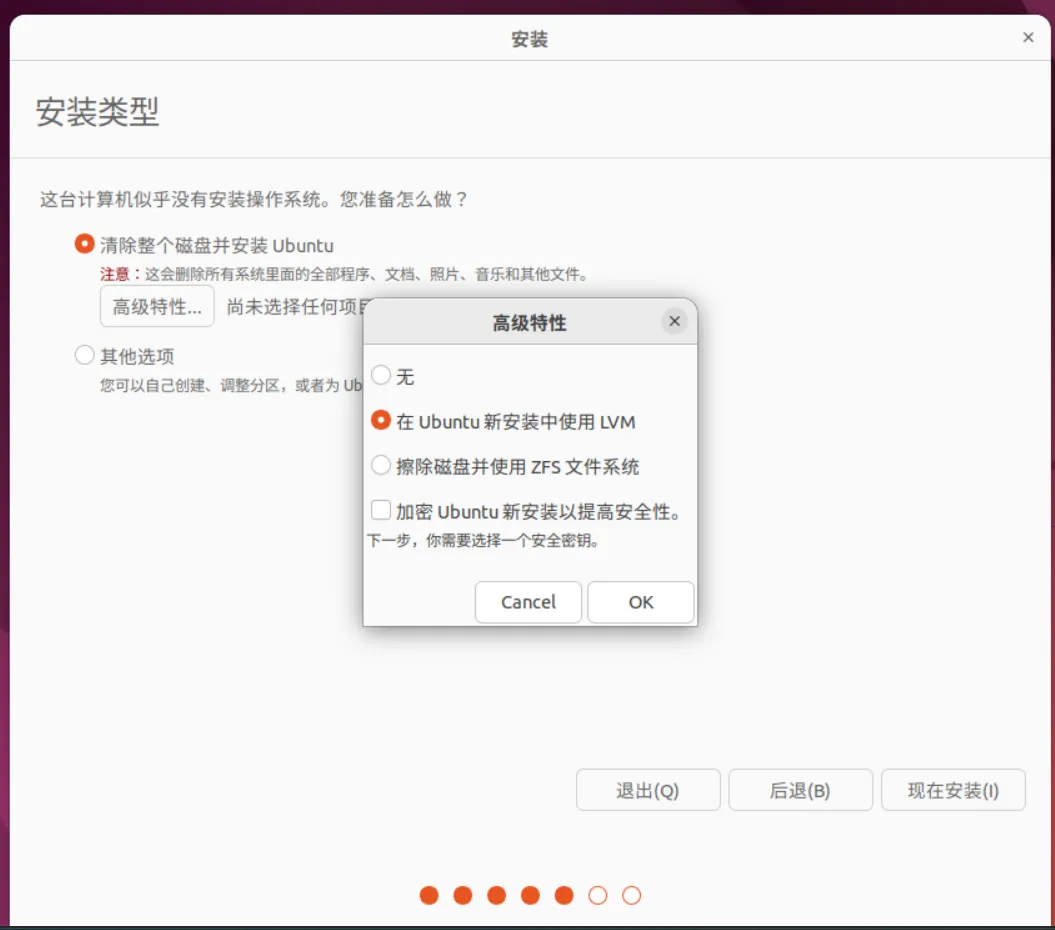 安装
安装类型
这台计算机似乎没有安装操作系统。您准备怎么做？
清除整个磁盘并安装 Ubuntu
注意：这会删除所有系统里面的全部程序、文档、照片、音乐和其他文件。
高级特性... 尚未选择任何项目
其他选项
您可以自己创建、调整分区，或者为 Ub
高级特性
无
在 Ubuntu 新安装中使用 LVM
擦除磁盘并使用 ZFS 文件系统
加密 Ubuntu 新安装以提高安全性。
下一步，你需要选择一个安全密钥。
Cancel OK
退出(Q) 后退(B) 现在安装(I)